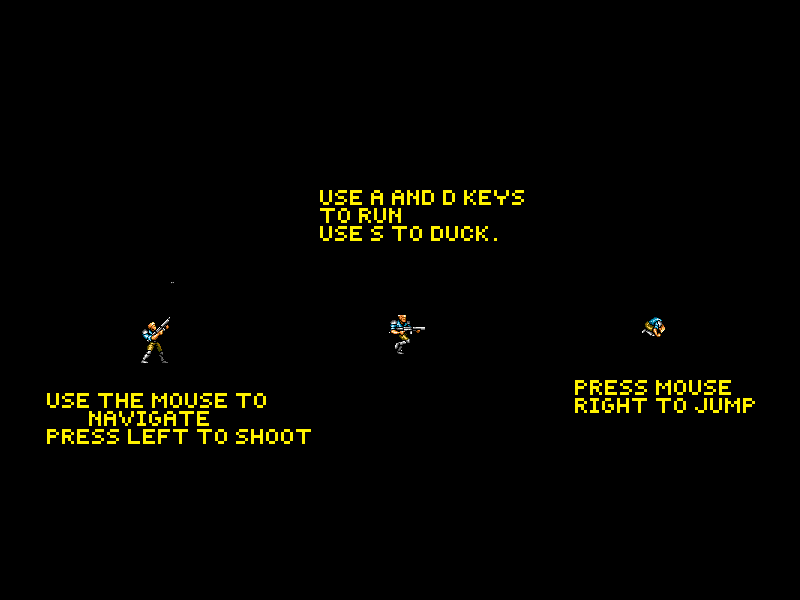 USE A AND D KEYS
TO RUN
USE S TO DUCK.
USE THE MOUSE TO
NAVIGATE
PRESS LEFT TO SHOOT
PRESS MOUSE
RIGHT TO JUMP